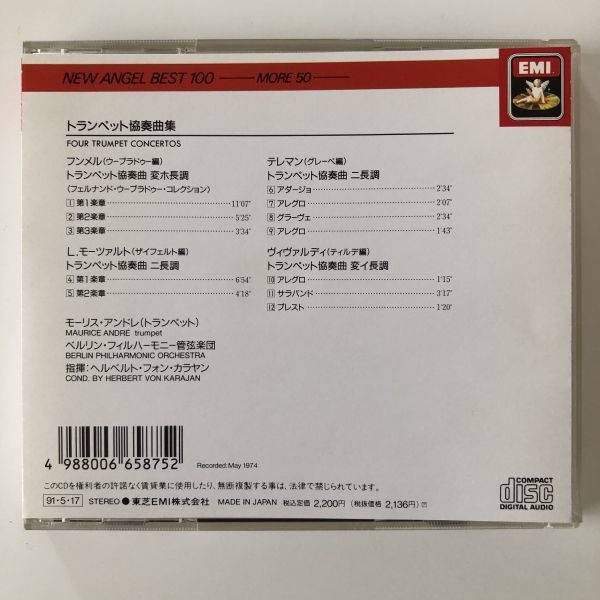 NEW ANGEL BEST 100 MORE 50
EMI
トランペット協奏曲集
FOUR TRUMPET CONCERTOS
フンメル(ウーブラドゥー編)
トランペット協奏曲 変ホ長調
(フェルナンド・ウーブラドゥー・コレクション)
1 第1楽章 11'07"
2 第2楽章 5'25"
3 第3楽章 3'34"
L.モーツァルト(ザイフェルト編)
トランペット協奏曲 ニ長調
4 第1楽章 6'54"
5 第2楽章 4'18"
テレマン(グレーベ編)
トランペット協奏曲 ニ長調
6 アダージョ 2'34"
7 アレグロ 2'07"
8 グラーヴェ 2'34"
9 アレグロ 1'43"
ヴィヴァルディ(ティルデ編)
トランペット協奏曲 変イ長調
10 アレグロ 1'15"
11 サラバンド 3'17"
12 プレスト 1'20"
モーリス・アンドレ(トランペット)
MAURICE ANDRÉ trumpet
ベルリン・フィルハーモニー管弦楽団
BERLIN PHILHARMONIC ORCHESTRA
指揮:ヘルベルト・フォン・カラヤン
COND. BY HERBERT VON KARAJAN
4 988006 658752
Recorded: May 1974
このCDを権利者の許諾なく賃貸業に使用したり、無断複製する事は、法律で禁じられています。
91・5・17 STEREO ● 東芝EMI株式会社 MADE IN JAPAN 税込定価 2,200円 (税抜価格 2,136円)
COMPACT
disc
DIGITAL AUDIO